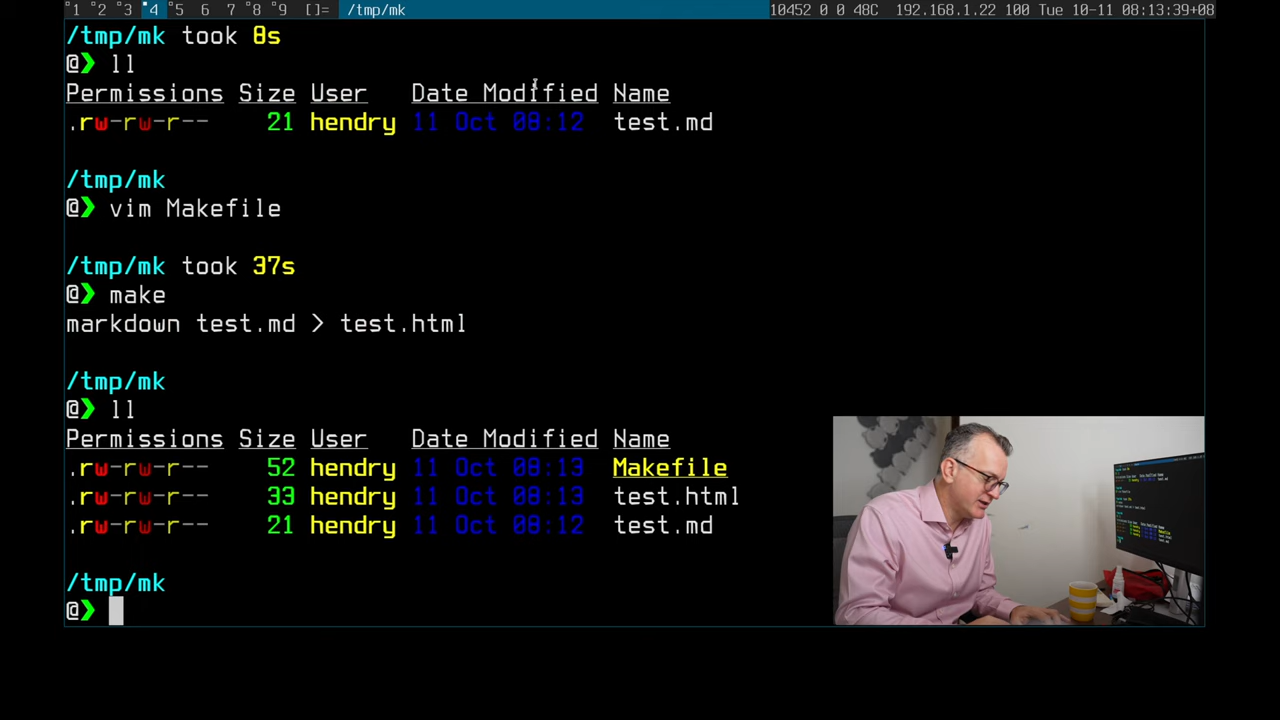 1 2 3 4 5 6 7 8 9 []= /tmp/mk 10452 0 0 48C 192.168.1.22 100 Tue 10-11 08:13:39+08
/tmp/mk took 8s
@❯ ll
Permissions Size User Date Modified Name
.rw-rw-r-- 21 hendry 11 Oct 08:12 test.md
/tmp/mk
@❯ vim Makefile
/tmp/mk took 37s
@❯ make
markdown test.md > test.html
/tmp/mk
@❯ ll
Permissions Size User Date Modified Name
.rw-rw-r-- 52 hendry 11 Oct 08:13 Makefile
.rw-rw-r-- 33 hendry 11 Oct 08:13 test.html
.rw-rw-r-- 21 hendry 11 Oct 08:12 test.md
/tmp/mk
@❯